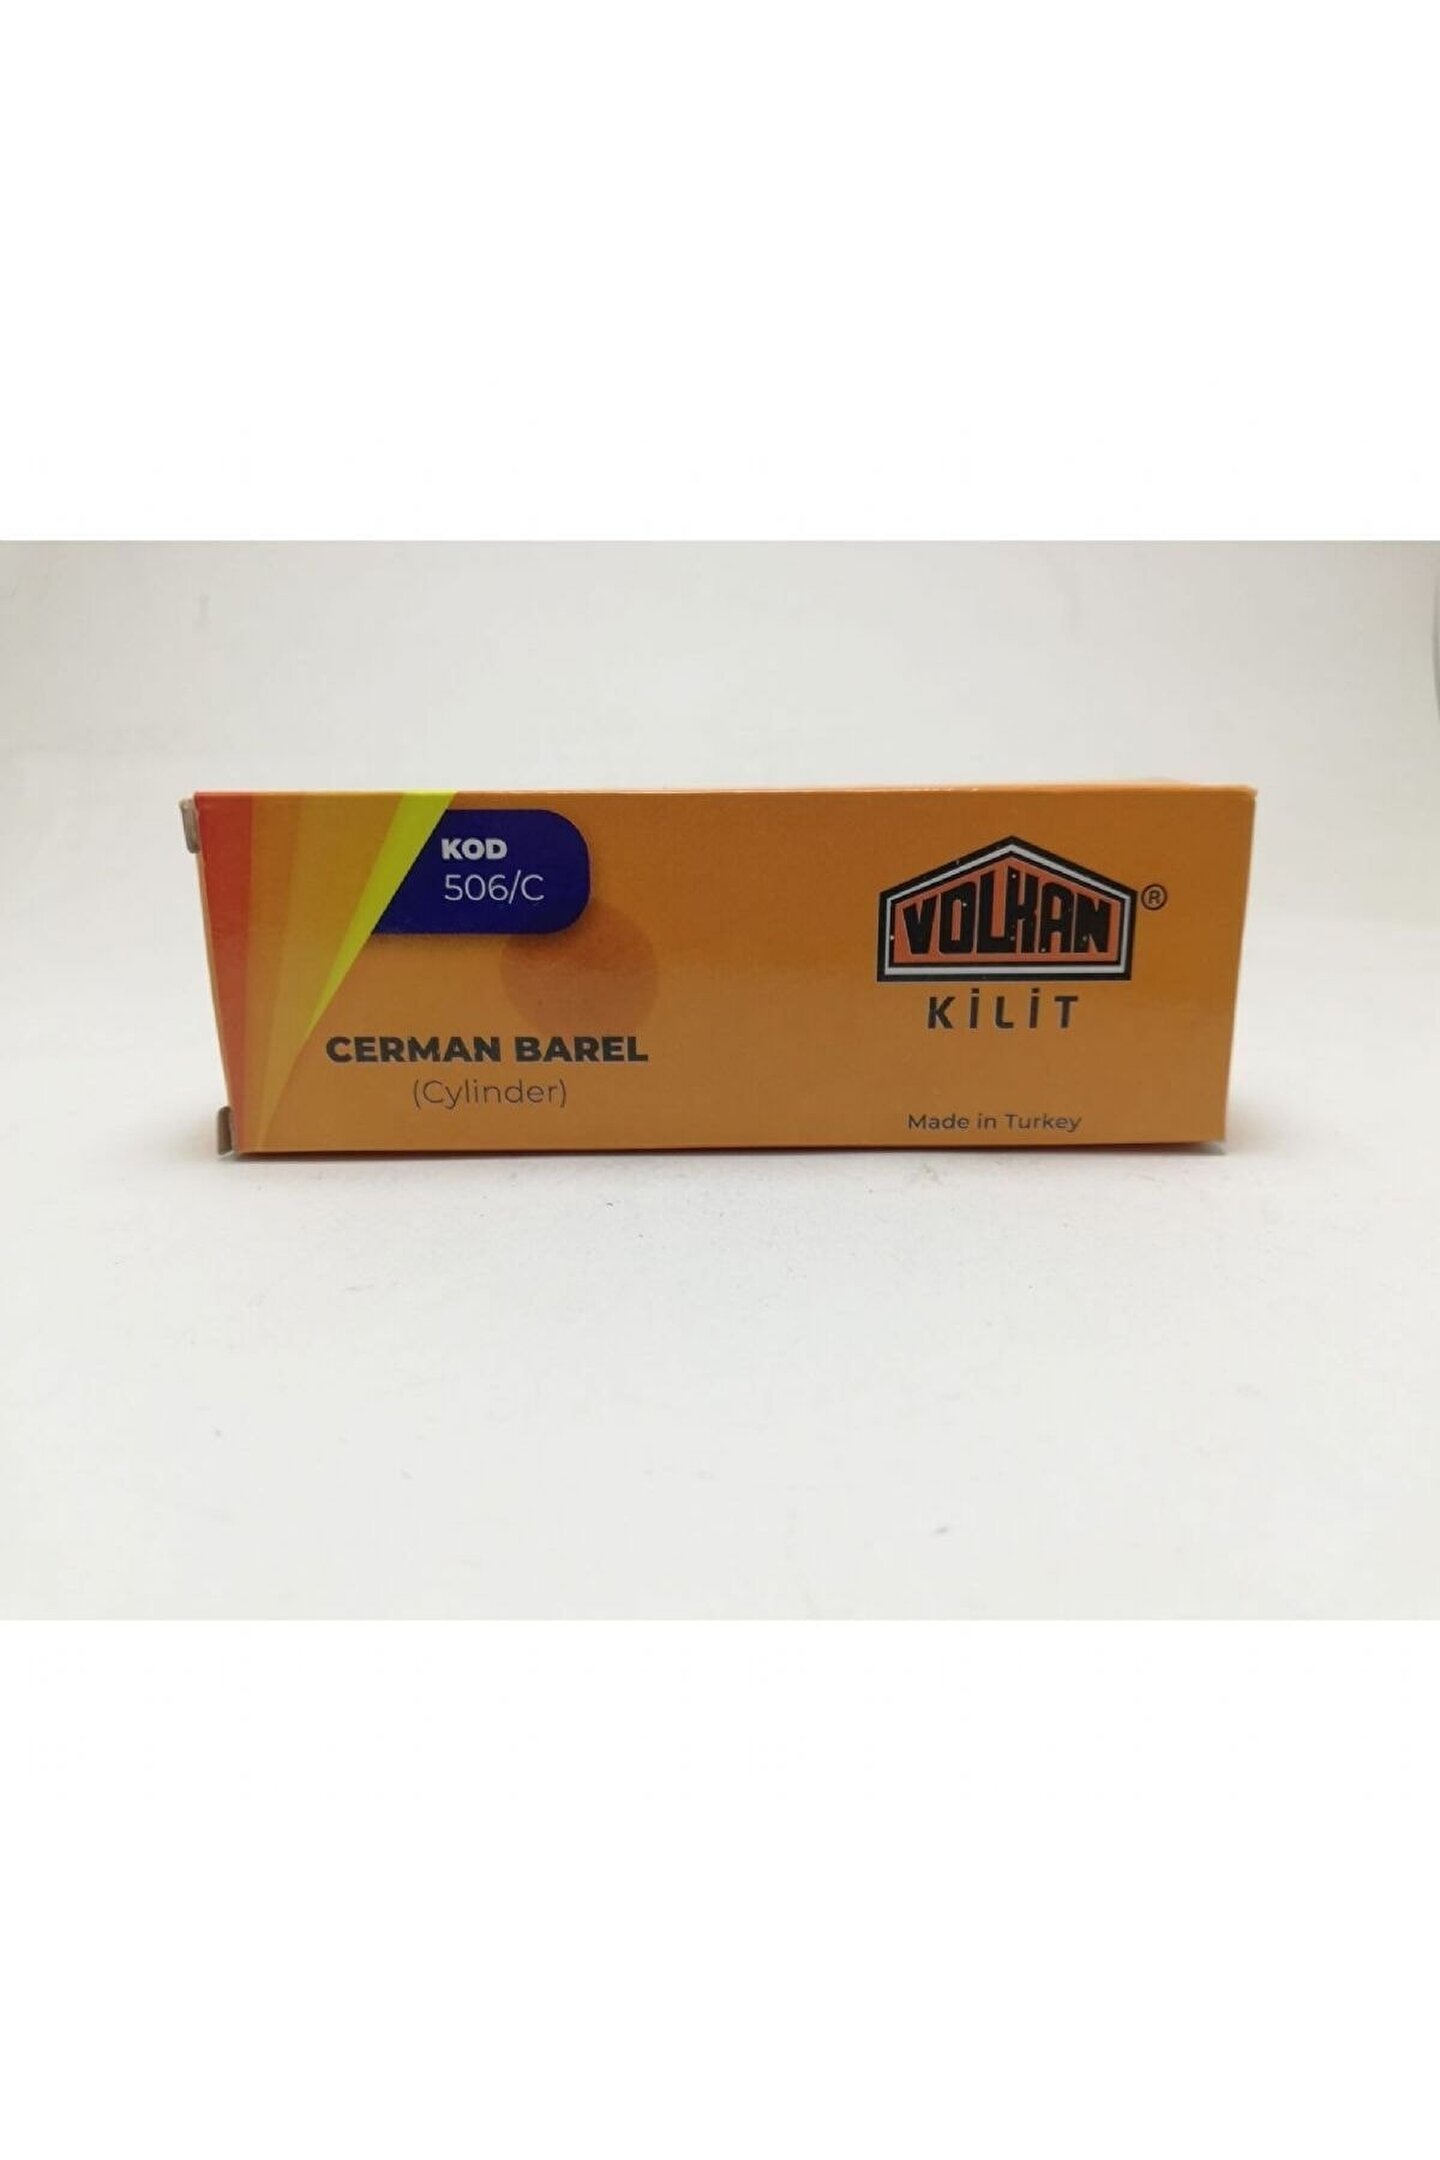 KOD
506/C
CERMAN BAREL
(Cylinder)
VOLKAN ®
KİLİT
Made in Turkey